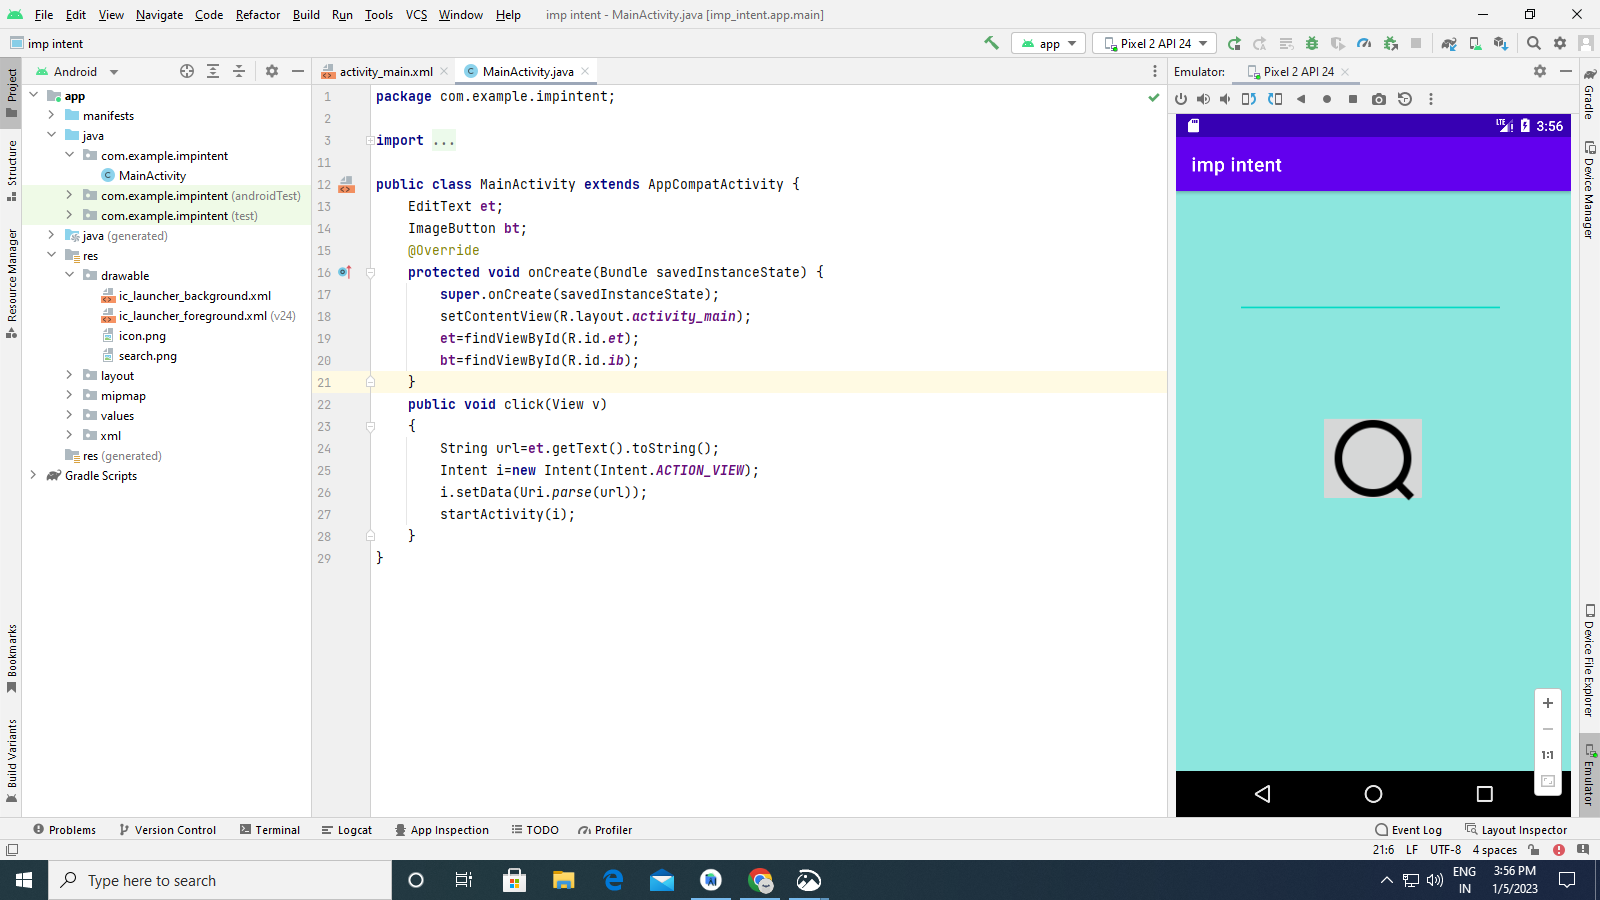 File Edit View Navigate Code Refactor Build Run Tools VCS Window Help imp intent - MainActivity.java [imp_intent.app.main]
imp intent app Pixel 2 API 24
Project Android activity_main.xml MainActivity.java Emulator: Pixel 2 API 24 Gradle
app
manifests
java
com.example.impintent
MainActivity
com.example.impintent (androidTest)
com.example.impintent (test)
java (generated)
res
drawable
ic_launcher_background.xml
ic_launcher_foreground.xml (v24)
icon.png
search.png
layout
mipmap
values
xml
res (generated)
Gradle Scripts
Structure
Resource Manager
Bookmarks
Build Variants
1 package com.example.impintent;
2
3 import ...
11
12 public class MainActivity extends AppCompatActivity {
13 EditText et;
14 ImageButton bt;
15 @Override
16 protected void onCreate(Bundle savedInstanceState) {
17 super.onCreate(savedInstanceState);
18 setContentView(R.layout.activity_main);
19 et=findViewById(R.id.et);
20 bt=findViewById(R.id.ib);
21 }
22 public void click(View v)
23 {
24 String url=et.getText().toString();
25 Intent i=new Intent(Intent.ACTION_VIEW);
26 i.setData(Uri.parse(url));
27 startActivity(i);
28 }
29 }
LTE 3:56
imp intent
1:1
Device Manager
Device File Explorer
Emulator
Problems Version Control Terminal Logcat App Inspection TODO Profiler Event Log Layout Inspector
21:6 LF UTF-8 4 spaces
Type here to search
ENG
IN
3:56 PM
1/5/2023